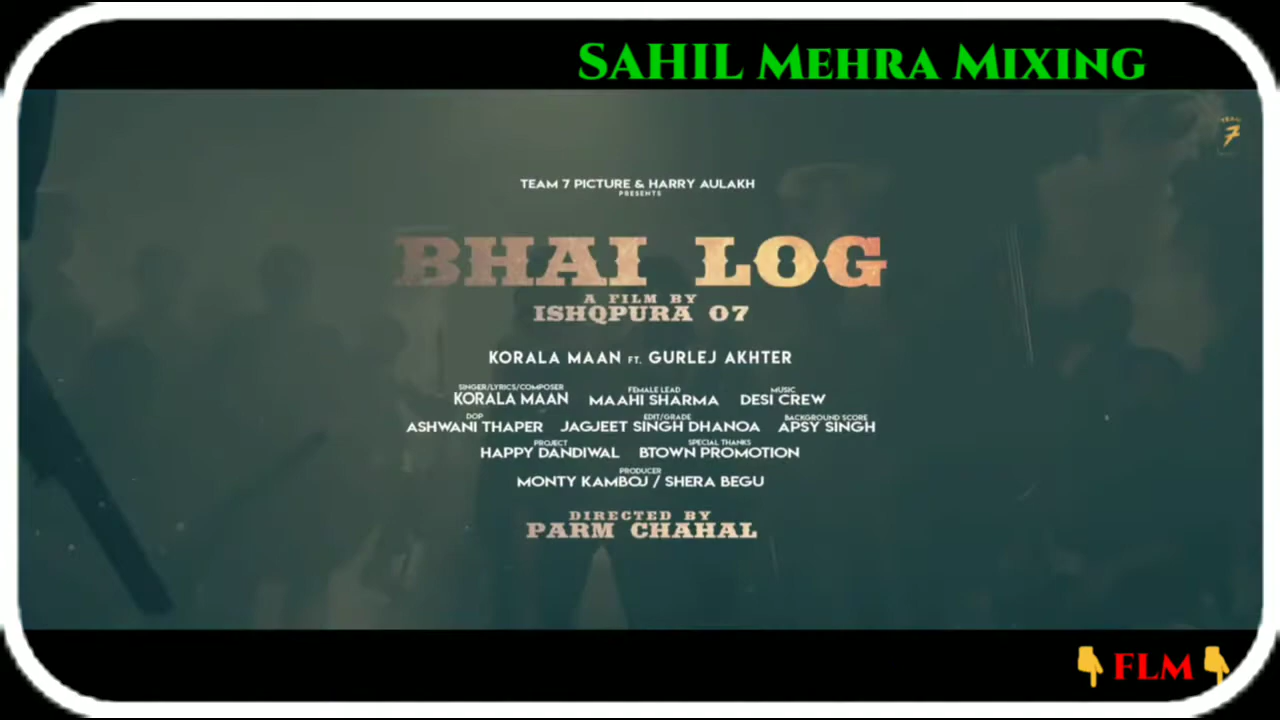 SAHIL MEHRA MIXING
TEAM 7
TEAM 7 PICTURE & HARRY AULAKH
PRESENTS
BHAI LOG
A FILM BY
ISHQPURA 07
KORALA MAAN FT. GURLEJ AKHTER
SINGER/LYRICS/COMPOSER FEMALE LEAD MUSIC
KORALA MAAN MAAHI SHARMA DESI CREW
DOP EDIT/GRADE BACKGROUND SCORE
ASHWANI THAPER JAGJEET SINGH DHANOA APSY SINGH
PROJECT SPECIAL THANKS
HAPPY DANDIWAL BTOWN PROMOTION
PRODUCER
MONTY KAMBOJ / SHERA BEGU
DIRECTED BY
PARM CHAHAL
👇 FLM 👇